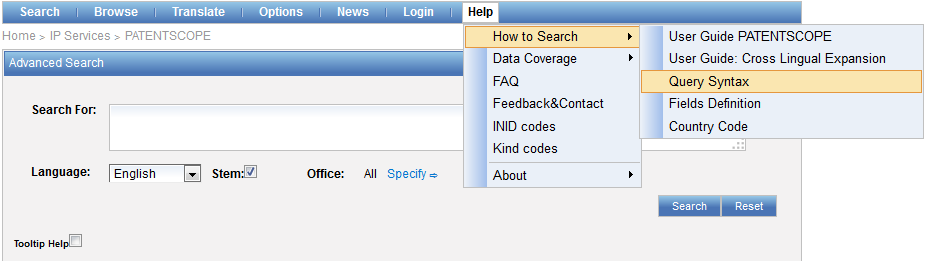 Search Browse Translate Options News Login Help
Home > IP Services > PATENTSCOPE
How to Search
User Guide PATENTSCOPE
Advanced Search
Data Coverage
User Guide: Cross Lingual Expansion
FAQ
Query Syntax
Search For:
Feedback&Contact
Fields Definition
INID codes
Country Code
Kind codes
Language: English Stem: Office: All Specify ⇨
About
Search Reset
Tooltip Help